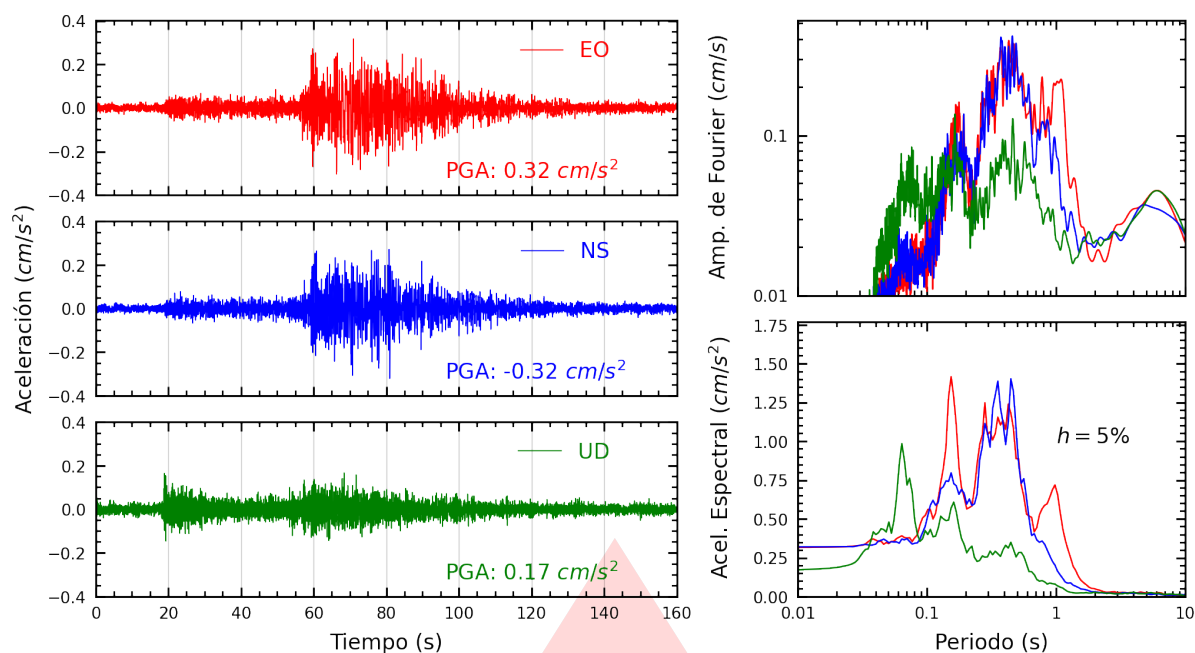 Aceleración (cm/s²)
0.4
0.2
0.0
−0.2
−0.4
EO
PGA: 0.32 cm/s²
0.4
0.2
0.0
−0.2
−0.4
NS
PGA: -0.32 cm/s²
0.4
0.2
0.0
−0.2
−0.4
UD
PGA: 0.17 cm/s²
0 20 40 60 80 100 120 140 160
Tiempo (s)
Amp. de Fourier (cm/s)
0.1
0.01
Acel. Espectral (cm/s²)
1.75
1.50
1.25
1.00
0.75
0.50
0.25
0.00
h = 5%
0.01 0.1 1 10
Periodo (s)